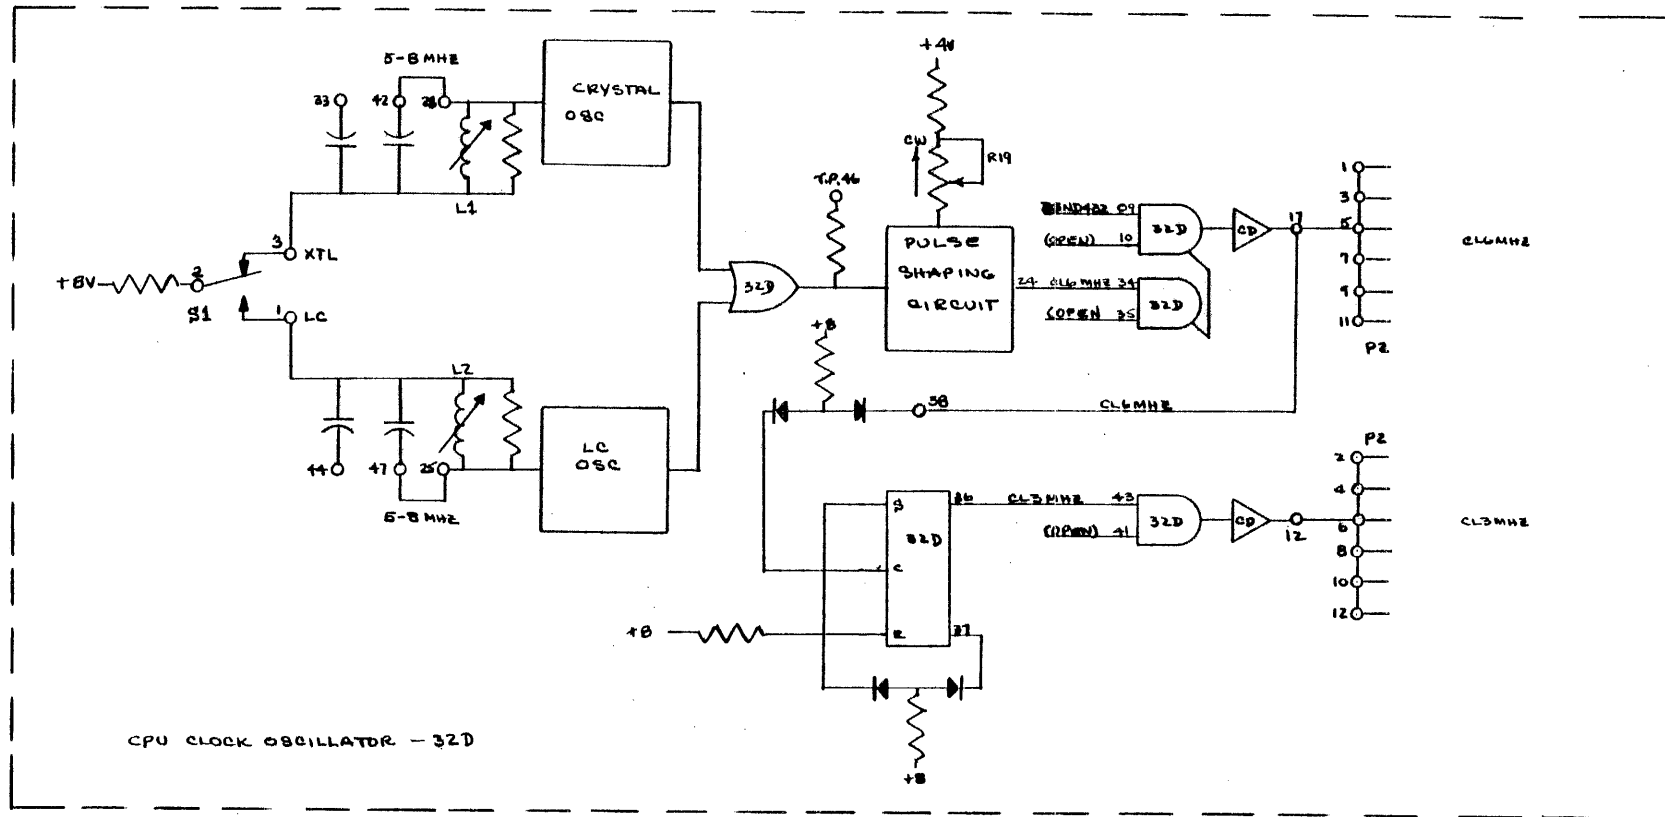 5-8 MHZ
33
42
CRYSTAL
OSC
L1
3
XTL
+8V
2
S1
1
LC
L2
44
47
25
5-8 MHZ
LC
OSC
32D
T.P. 46
+4V
CW
R19
PULSE
SHAPING
CIRCUIT
09
(OPEN) 10
32D
24 CL6MHZ 34
(OPEN 35
32D
CD
17
1
3
5
7
9
11
P2
CL6MHZ
+8
38
CL6MHZ
S
32D
C
R
36
37
CL3MHZ 43
(OPEN) 41
32D
CD
12
P2
2
4
6
8
10
12
CL3MHZ
+8
+8
CPU CLOCK OSCILLATOR - 32D